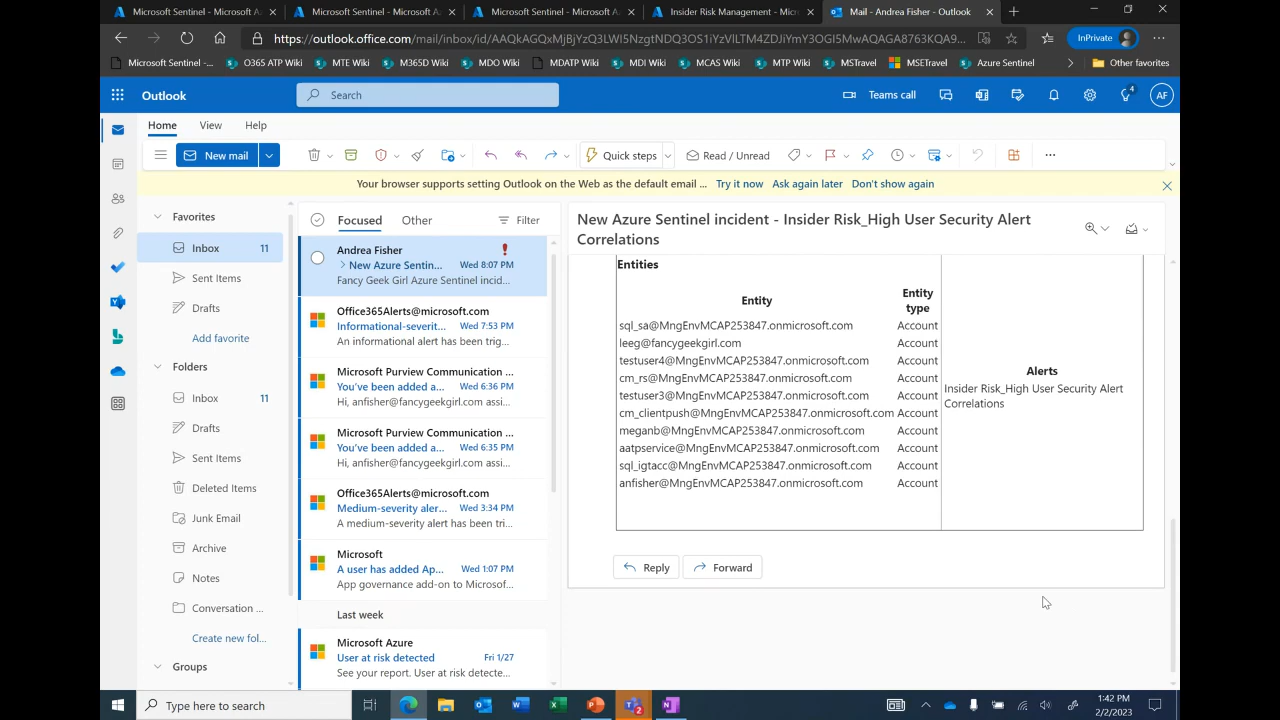 Microsoft Sentinel - Microsoft A
Microsoft Sentinel - Microsoft A
Microsoft Sentinel - Microsoft A
Insider Risk Management - Micro
Mail - Andrea Fisher - Outlook
https://outlook.office.com/mail/inbox/id/AAQkAGQxMjBjYzQ3LWI5NzgtNDQ3OS1iYzVlLTM4ZDJiYmY3OGI5MwAQAGA8763KQA9...
InPrivate
Microsoft Sentinel -...
O365 ATP Wiki
MTE Wiki
M365D Wiki
MDO Wiki
MDATP Wiki
MDI Wiki
MCAS Wiki
MTP Wiki
MSTravel
MSETravel
Azure Sentinel
Other favorites
Outlook
Search
Teams call
4
AF
Home
View
Help
New mail
Quick steps
Read / Unread
Your browser supports setting Outlook on the Web as the default email ... Try it now Ask again later Don't show again
Favorites
Inbox 11
Sent Items
Drafts
Add favorite
Folders
Inbox 11
Drafts
Sent Items
Deleted Items
Junk Email
Archive
Notes
Conversation ...
Create new fol...
Groups
Focused Other Filter
Andrea Fisher
New Azure Sentin... Wed 8:07 PM
Fancy Geek Girl Azure Sentinel incid...
Office365Alerts@microsoft.com
Informational-severit... Wed 7:53 PM
An informational alert has been trig...
Microsoft Purview Communication ...
You've been added a... Wed 6:36 PM
Hi, anfisher@fancygeekgirl.com assi...
Microsoft Purview Communication ...
You've been added a... Wed 6:35 PM
Hi, anfisher@fancygeekgirl.com assi...
Office365Alerts@microsoft.com
Medium-severity aler... Wed 3:34 PM
A medium-severity alert has been tri...
Microsoft
A user has added Ap... Wed 1:07 PM
App governance add-on to Microsof...
Last week
Microsoft Azure
User at risk detected Fri 1/27
See your report. User at risk detecte...
New Azure Sentinel incident - Insider Risk_High User Security Alert
Correlations
Entities
Entity Entity type
sql_sa@MngEnvMCAP253847.onmicrosoft.com Account
leeg@fancygeekgirl.com Account
testuser4@MngEnvMCAP253847.onmicrosoft.com Account
cm_rs@MngEnvMCAP253847.onmicrosoft.com Account
testuser3@MngEnvMCAP253847.onmicrosoft.com Account
cm_clientpush@MngEnvMCAP253847.onmicrosoft.com Account
meganb@MngEnvMCAP253847.onmicrosoft.com Account
aatpservice@MngEnvMCAP253847.onmicrosoft.com Account
sql_igtacc@MngEnvMCAP253847.onmicrosoft.com Account
anfisher@MngEnvMCAP253847.onmicrosoft.com Account
Alerts
Insider Risk_High User Security Alert
Correlations
Reply
Forward
Type here to search
2
1:42 PM
2/2/2023